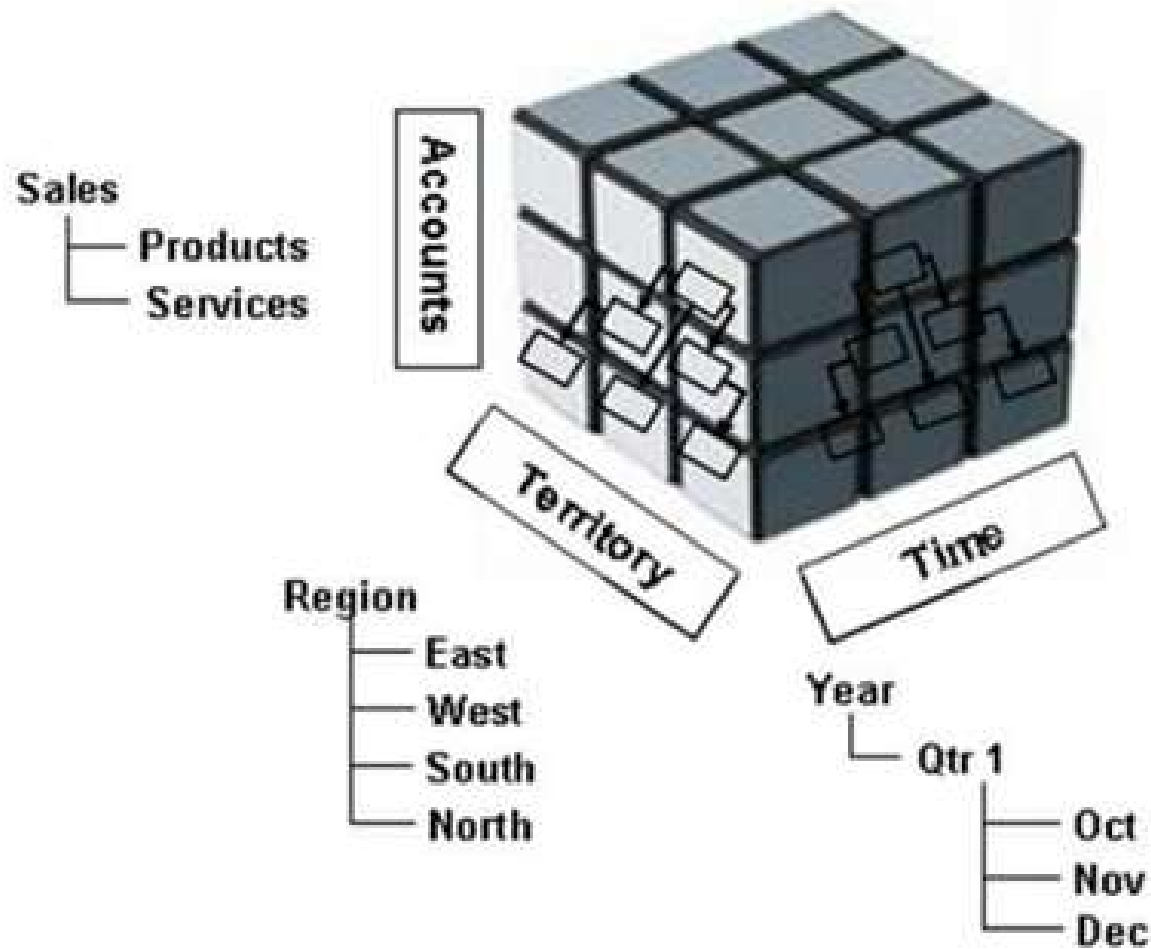 Accounts
Sales
Products
Services
Territory
Time
Region
East
West
South
North
Year
Qtr 1
Oct
Nov
Dec